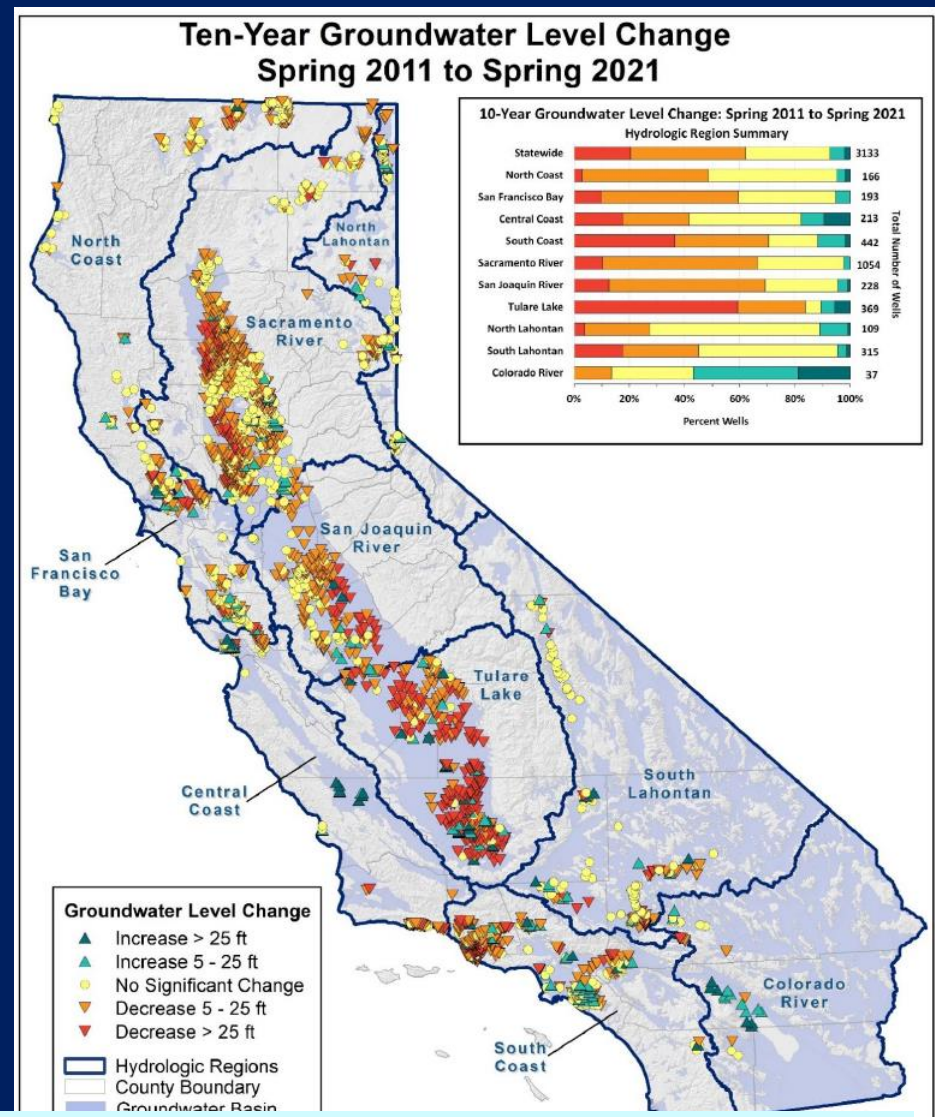 Ten-Year Groundwater Level Change
Spring 2011 to Spring 2021
10-Year Groundwater Level Change: Spring 2011 to Spring 2021
Hydrologic Region Summary
Statewide 3133
North Coast 166
San Francisco Bay 193
Central Coast 213
South Coast 442
Sacramento River 1054
San Joaquin River 228
Tulare Lake 369
North Lahontan 109
South Lahontan 315
Colorado River 37
0% 20% 40% 60% 80% 100%
Percent Wells
Total Number of Wells
North
Coast
North
Lahontan
Sacramento
River
San
Francisco
Bay
San Joaquin
River
Tulare
Lake
Central
Coast
South
Lahontan
Colorado
River
South
Coast
Groundwater Level Change
Increase > 25 ft
Increase 5 - 25 ft
No Significant Change
Decrease 5 - 25 ft
Decrease > 25 ft
Hydrologic Regions
County Boundary
Groundwater Basin